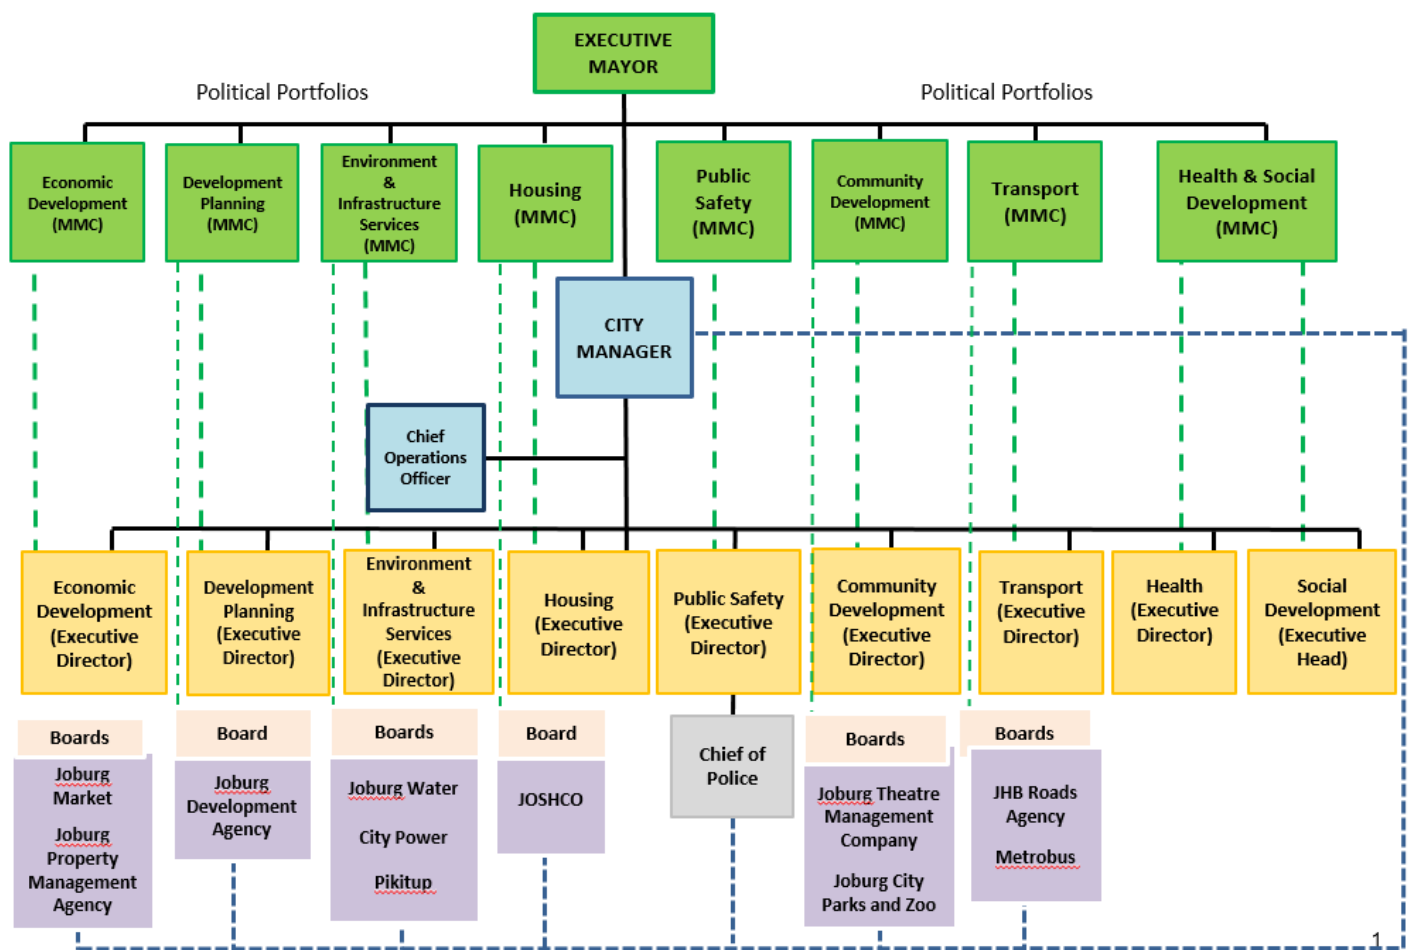 EXECUTIVE
MAYOR
Political Portfolios
Political Portfolios
Economic
Development
(MMC)
Development
Planning
(MMC)
Environment
&
Infrastructure
Services
(MMC)
Housing
(MMC)
Public
Safety
(MMC)
Community
Development
(MMC)
Transport
(MMC)
Health & Social
Development
(MMC)
CITY
MANAGER
Chief
Operations
Officer
Economic
Development
(Executive
Director)
Development
Planning
(Executive
Director)
Environment
&
Infrastructure
Services
(Executive
Director)
Housing
(Executive
Director)
Public Safety
(Executive
Director)
Community
Development
(Executive
Director)
Transport
(Executive
Director)
Health
(Executive
Director)
Social
Development
(Executive
Head)
Boards
Joburg
Market
Joburg
Property
Management
Agency
Board
Joburg
Development
Agency
Boards
Joburg Water
City Power
Pikitup
Board
JOSHCO
Chief of
Police
Boards
Joburg Theatre
Management
Company
Joburg City
Parks and Zoo
Boards
JHB Roads
Agency
Metrobus
1